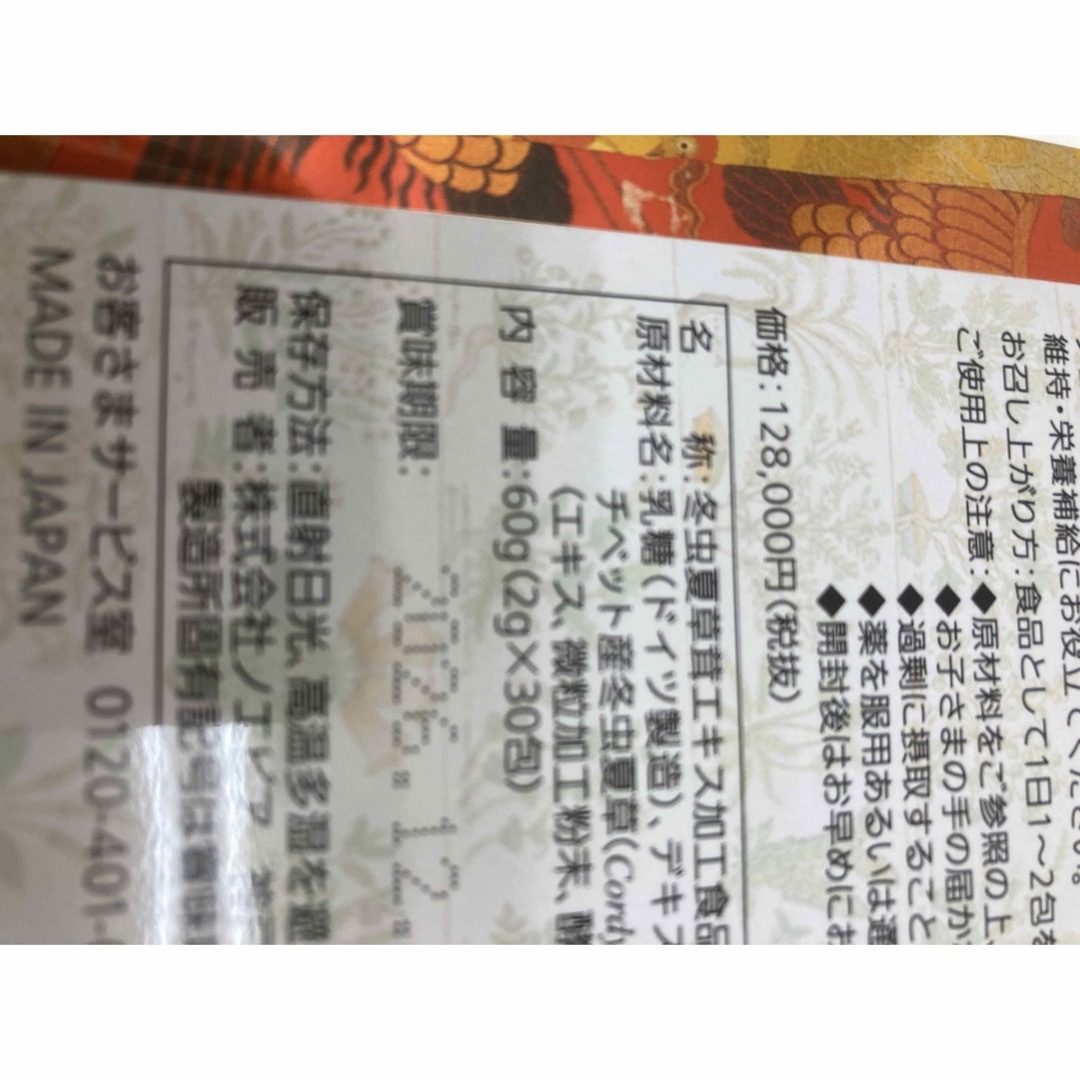 維持・栄養補給にお役立てください。
お召し上がり方:食品として1日1〜2包を
ご使用上の注意:◆原材料をご参照の上、
◆お子さまの手の届か
◆過剰に摂取すること
◆薬を服用あるいは通
◆開封後はお早めにお
価格:128,000円(税抜)
名 称:冬虫夏草茸エキス加工食品
原材料名:乳糖(ドイツ製造)、デキス
チベット産冬虫夏草(Cordy
(エキス、微粒加工粉末、酵
内 容 量:60g(2g×30包)
賞味期限:
保存方法:直射日光、高温多湿を避
販 売 者:株式会社ノエビア
製造所固有記号は賞味
お客さまサービス室 0120-401-
MADE IN JAPAN